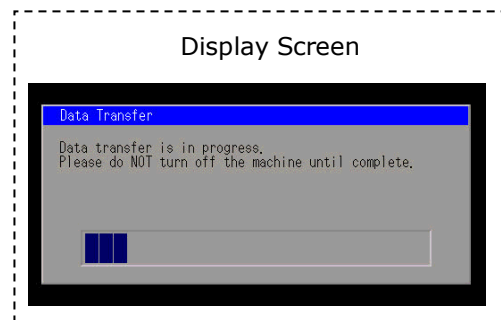 Display Screen
Data Transfer
Data transfer is in progress.
Please do NOT turn off the machine until complete.